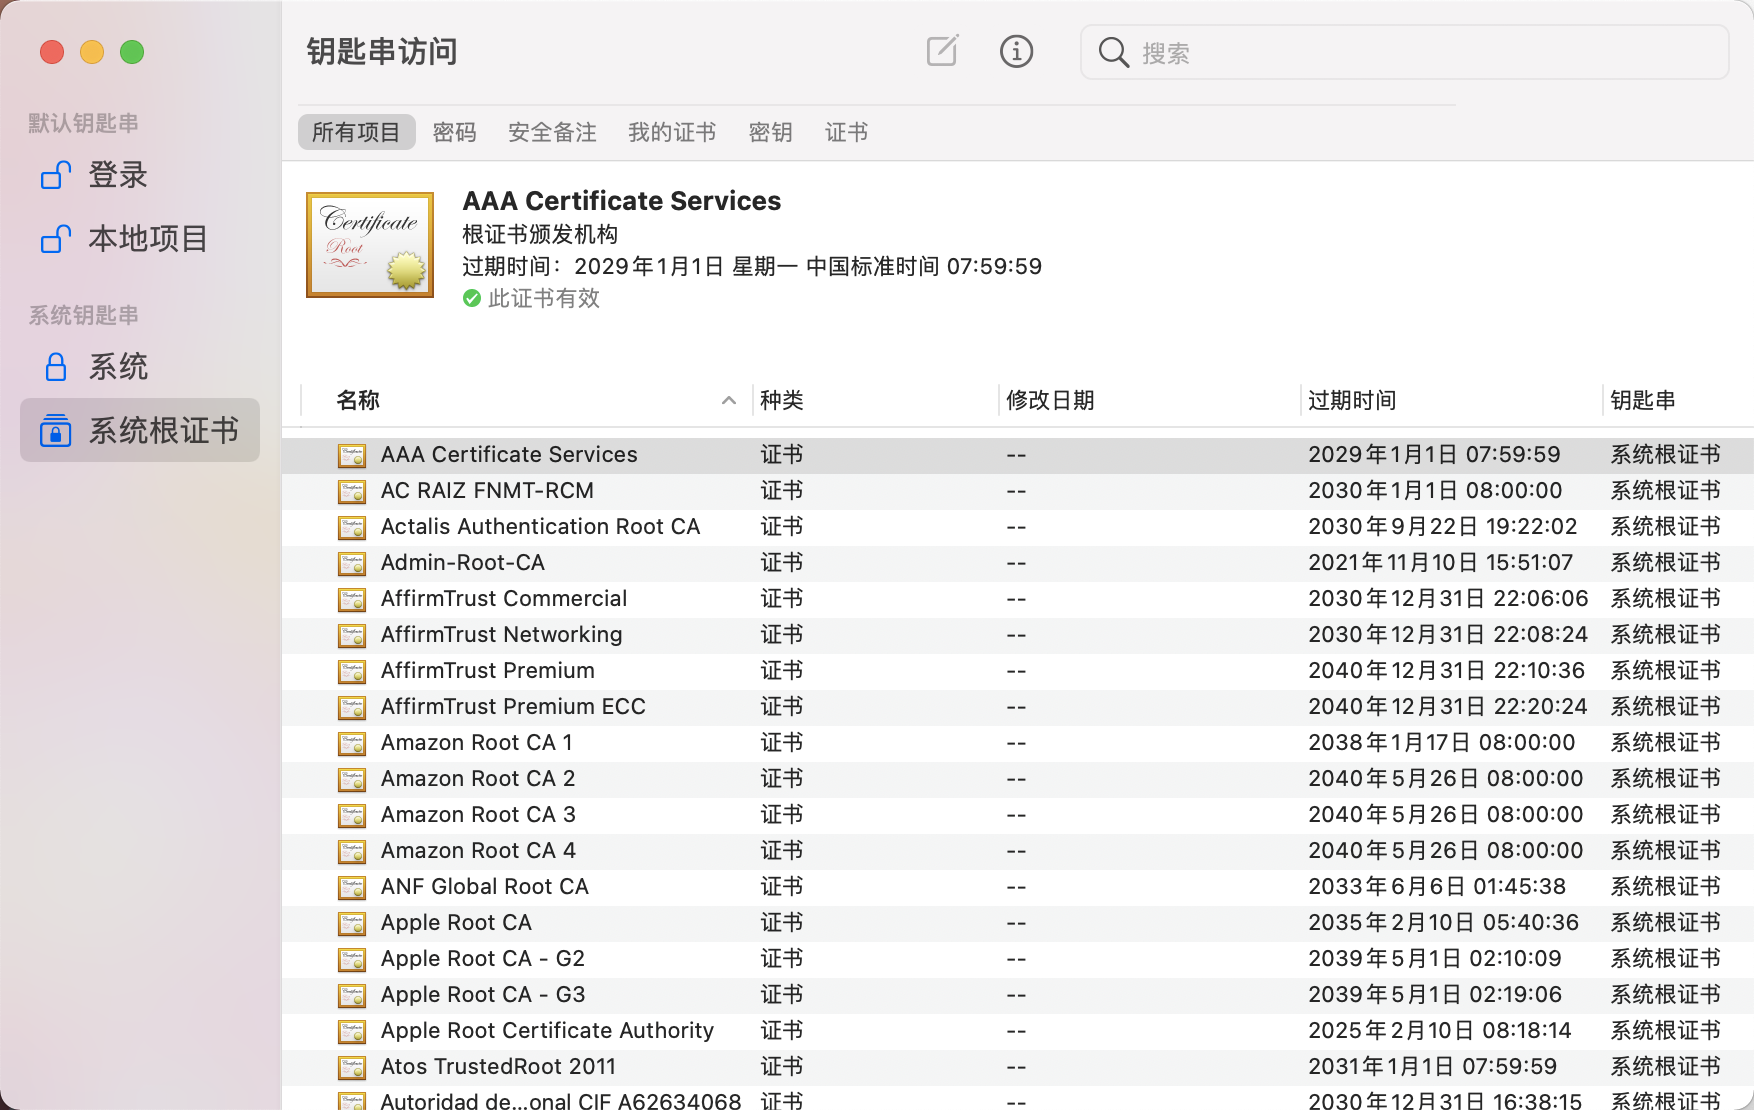 钥匙串访问
搜索
默认钥匙串
登录
本地项目
系统钥匙串
系统
系统根证书
所有项目 密码 安全备注 我的证书 密钥 证书
Certificate
Root
AAA Certificate Services
根证书颁发机构
过期时间：2029年1月1日 星期一 中国标准时间 07:59:59
此证书有效
名称 种类 修改日期 过期时间 钥匙串
AAA Certificate Services 证书 -- 2029年1月1日 07:59:59 系统根证书
AC RAIZ FNMT-RCM 证书 -- 2030年1月1日 08:00:00 系统根证书
Actalis Authentication Root CA 证书 -- 2030年9月22日 19:22:02 系统根证书
Admin-Root-CA 证书 -- 2021年11月10日 15:51:07 系统根证书
AffirmTrust Commercial 证书 -- 2030年12月31日 22:06:06 系统根证书
AffirmTrust Networking 证书 -- 2030年12月31日 22:08:24 系统根证书
AffirmTrust Premium 证书 -- 2040年12月31日 22:10:36 系统根证书
AffirmTrust Premium ECC 证书 -- 2040年12月31日 22:20:24 系统根证书
Amazon Root CA 1 证书 -- 2038年1月17日 08:00:00 系统根证书
Amazon Root CA 2 证书 -- 2040年5月26日 08:00:00 系统根证书
Amazon Root CA 3 证书 -- 2040年5月26日 08:00:00 系统根证书
Amazon Root CA 4 证书 -- 2040年5月26日 08:00:00 系统根证书
ANF Global Root CA 证书 -- 2033年6月6日 01:45:38 系统根证书
Apple Root CA 证书 -- 2035年2月10日 05:40:36 系统根证书
Apple Root CA - G2 证书 -- 2039年5月1日 02:10:09 系统根证书
Apple Root CA - G3 证书 -- 2039年5月1日 02:19:06 系统根证书
Apple Root Certificate Authority 证书 -- 2025年2月10日 08:18:14 系统根证书
Atos TrustedRoot 2011 证书 -- 2031年1月1日 07:59:59 系统根证书
Autoridad de...onal CIF A62634068 证书 -- 2030年12月31日 16:38:15 系统根证书